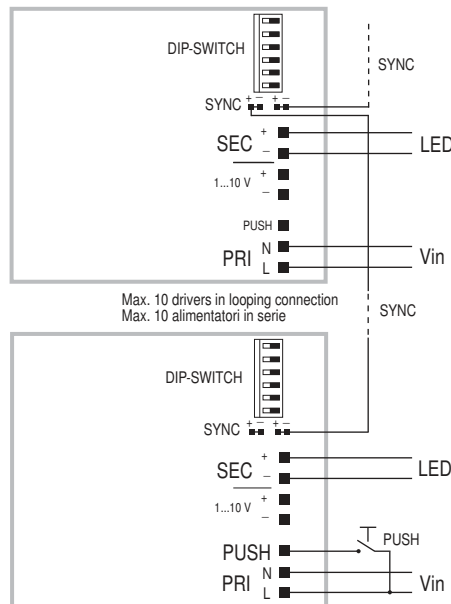 DIP-SWITCH
SYNC
+ – + –
SYNC
SEC + – LED
1...10 V + –
PUSH
PRI N L Vin
Max. 10 drivers in looping connection
Max. 10 alimentatori in serie
SYNC
DIP-SWITCH
+ – + –
SYNC
SEC + – LED
1...10 V + –
PUSH PUSH
PRI N L Vin